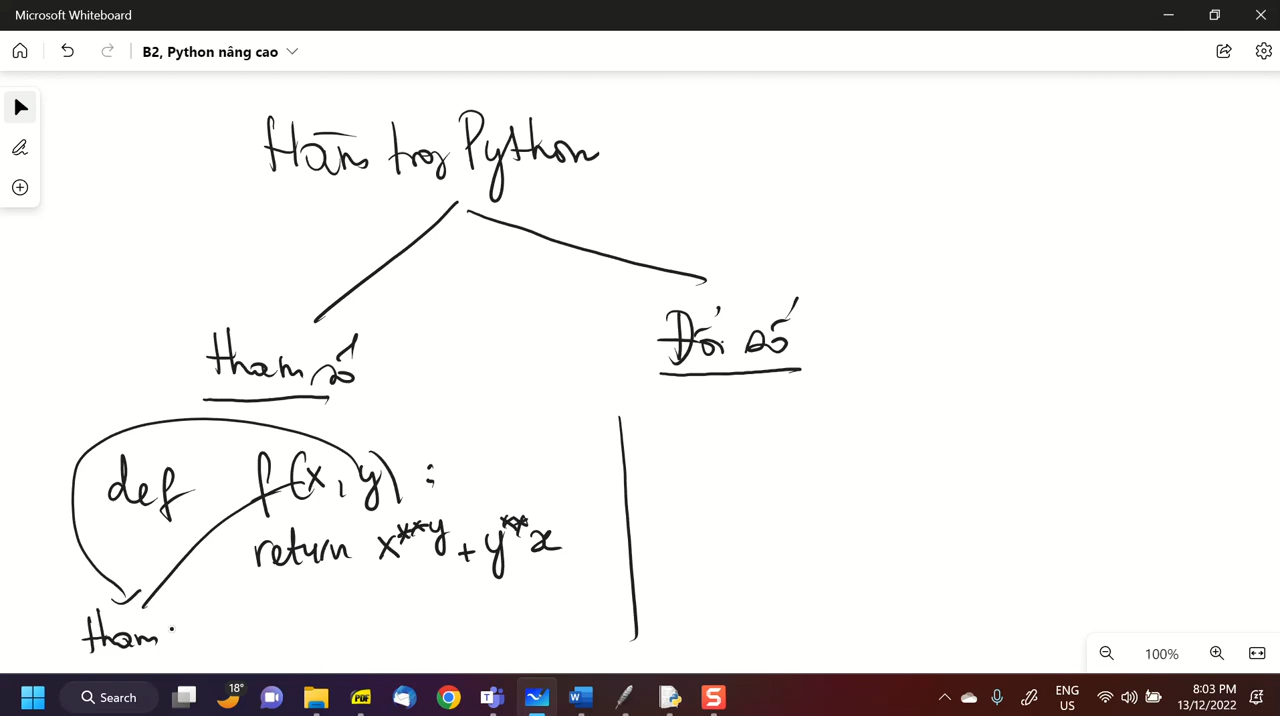 Microsoft Whiteboard
B2, Python nâng cao
Hàm trog Python
tham số
Đối số
def f(x, y) :
return x**y + y**x
tham
100%
18°
Search
ENG
US
8:03 PM
13/12/2022